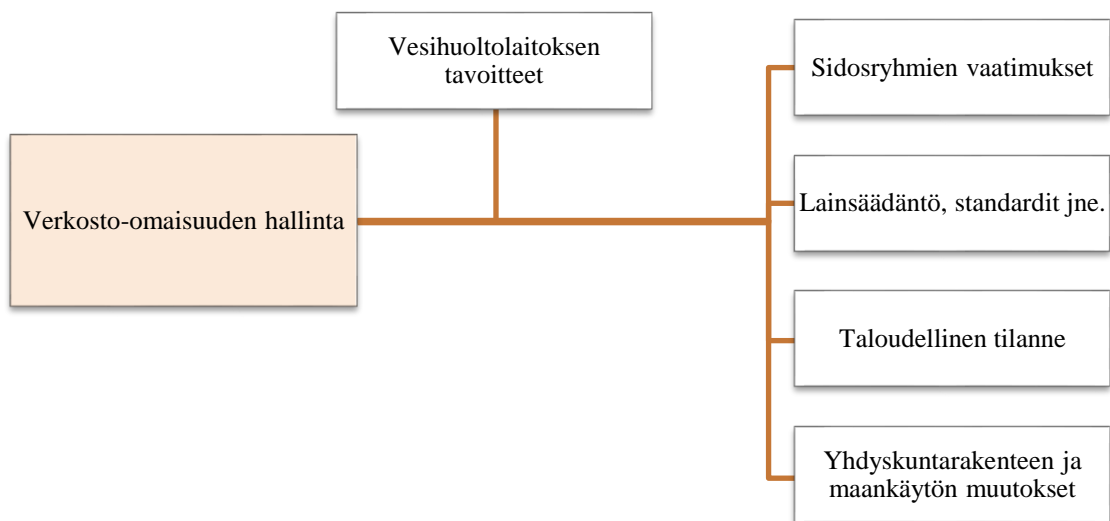 Vesihuoltolaitoksen
tavoitteet
Sidosryhmien vaatimukset
Verkosto-omaisuuden hallinta
Lainsäädäntö, standardit jne.
Taloudellinen tilanne
Yhdyskuntarakenteen ja
maankäytön muutokset